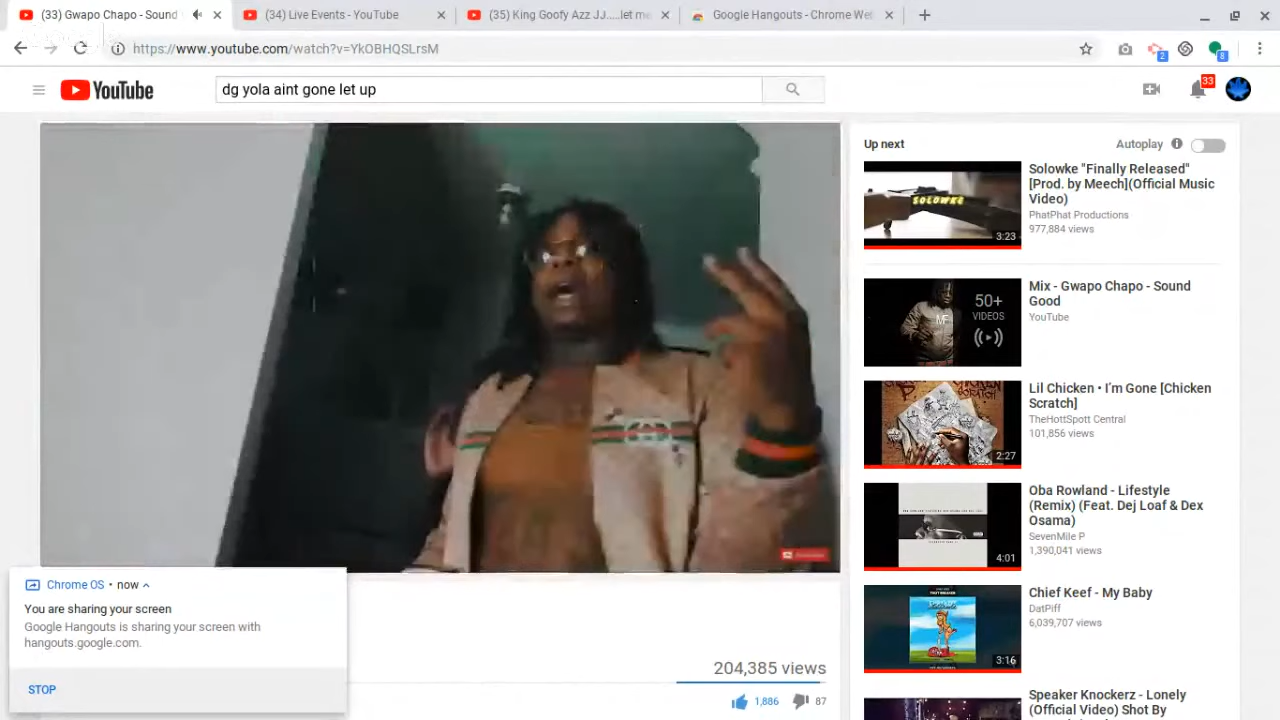 (33) Gwapo Chapo - Sound
(34) Live Events - YouTube
(35) King Goofy Azz JJ.....let me
Google Hangouts - Chrome Wel
https://www.youtube.com/watch?v=YkOBHQSLrsM
2
8
YouTube
dg yola aint gone let up
33
Up next
Autoplay
Solowke "Finally Released"
[Prod. by Meech](Official Music
Video)
PhatPhat Productions
977,884 views
SOLOWKE
3:23
Mix - Gwapo Chapo - Sound
Good
YouTube
50+
VIDEOS
Lil Chicken • I'm Gone [Chicken
Scratch]
TheHottSpott Central
101,856 views
2:27
Oba Rowland - Lifestyle
(Remix) (Feat. Dej Loaf & Dex
Osama)
SevenMile P
1,390,041 views
4:01
Chief Keef - My Baby
DatPiff
6,039,707 views
3:16
Speaker Knockerz - Lonely
(Official Video) Shot By
Chrome OS • now
You are sharing your screen
Google Hangouts is sharing your screen with
hangouts.google.com.
STOP
204,385 views
1,886
87